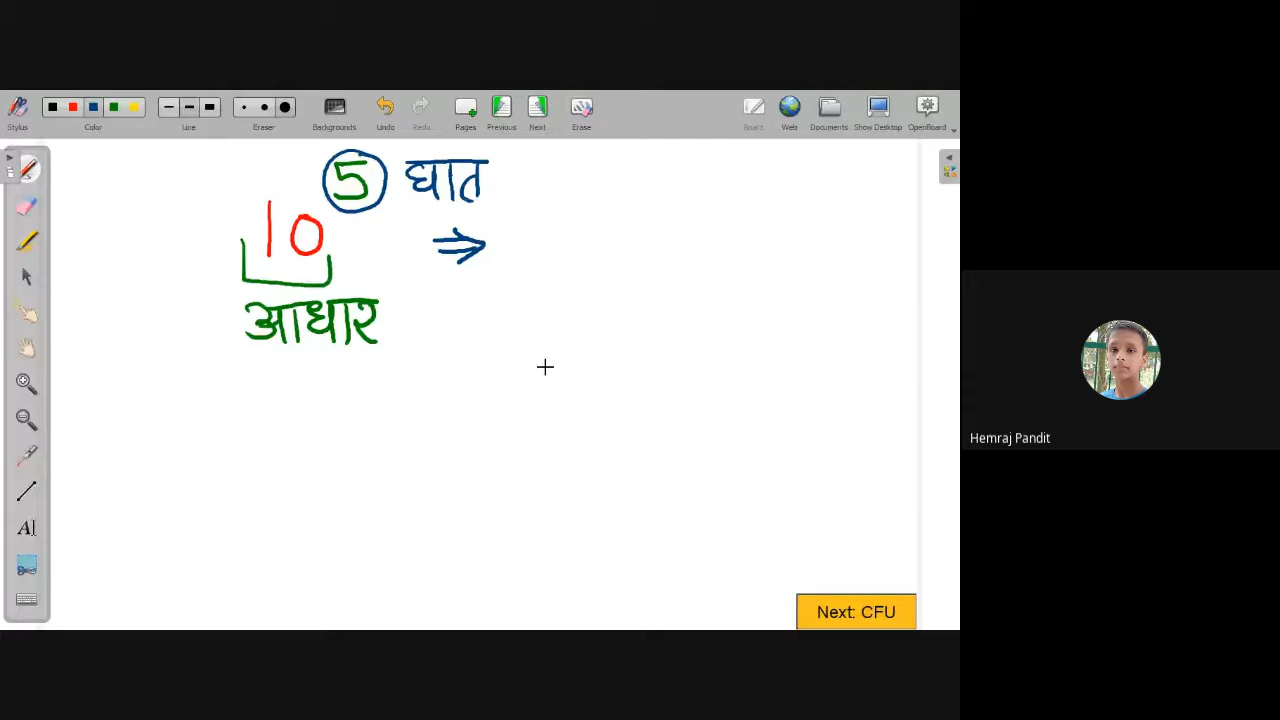 Stylus Color Line Eraser Backgrounds Undo Redo Pages Previous Next Erase Board Web Documents Show Desktop OpenBoard
5 घात
10
⇒
आधार
A
Hemraj Pandit
Next: CFU